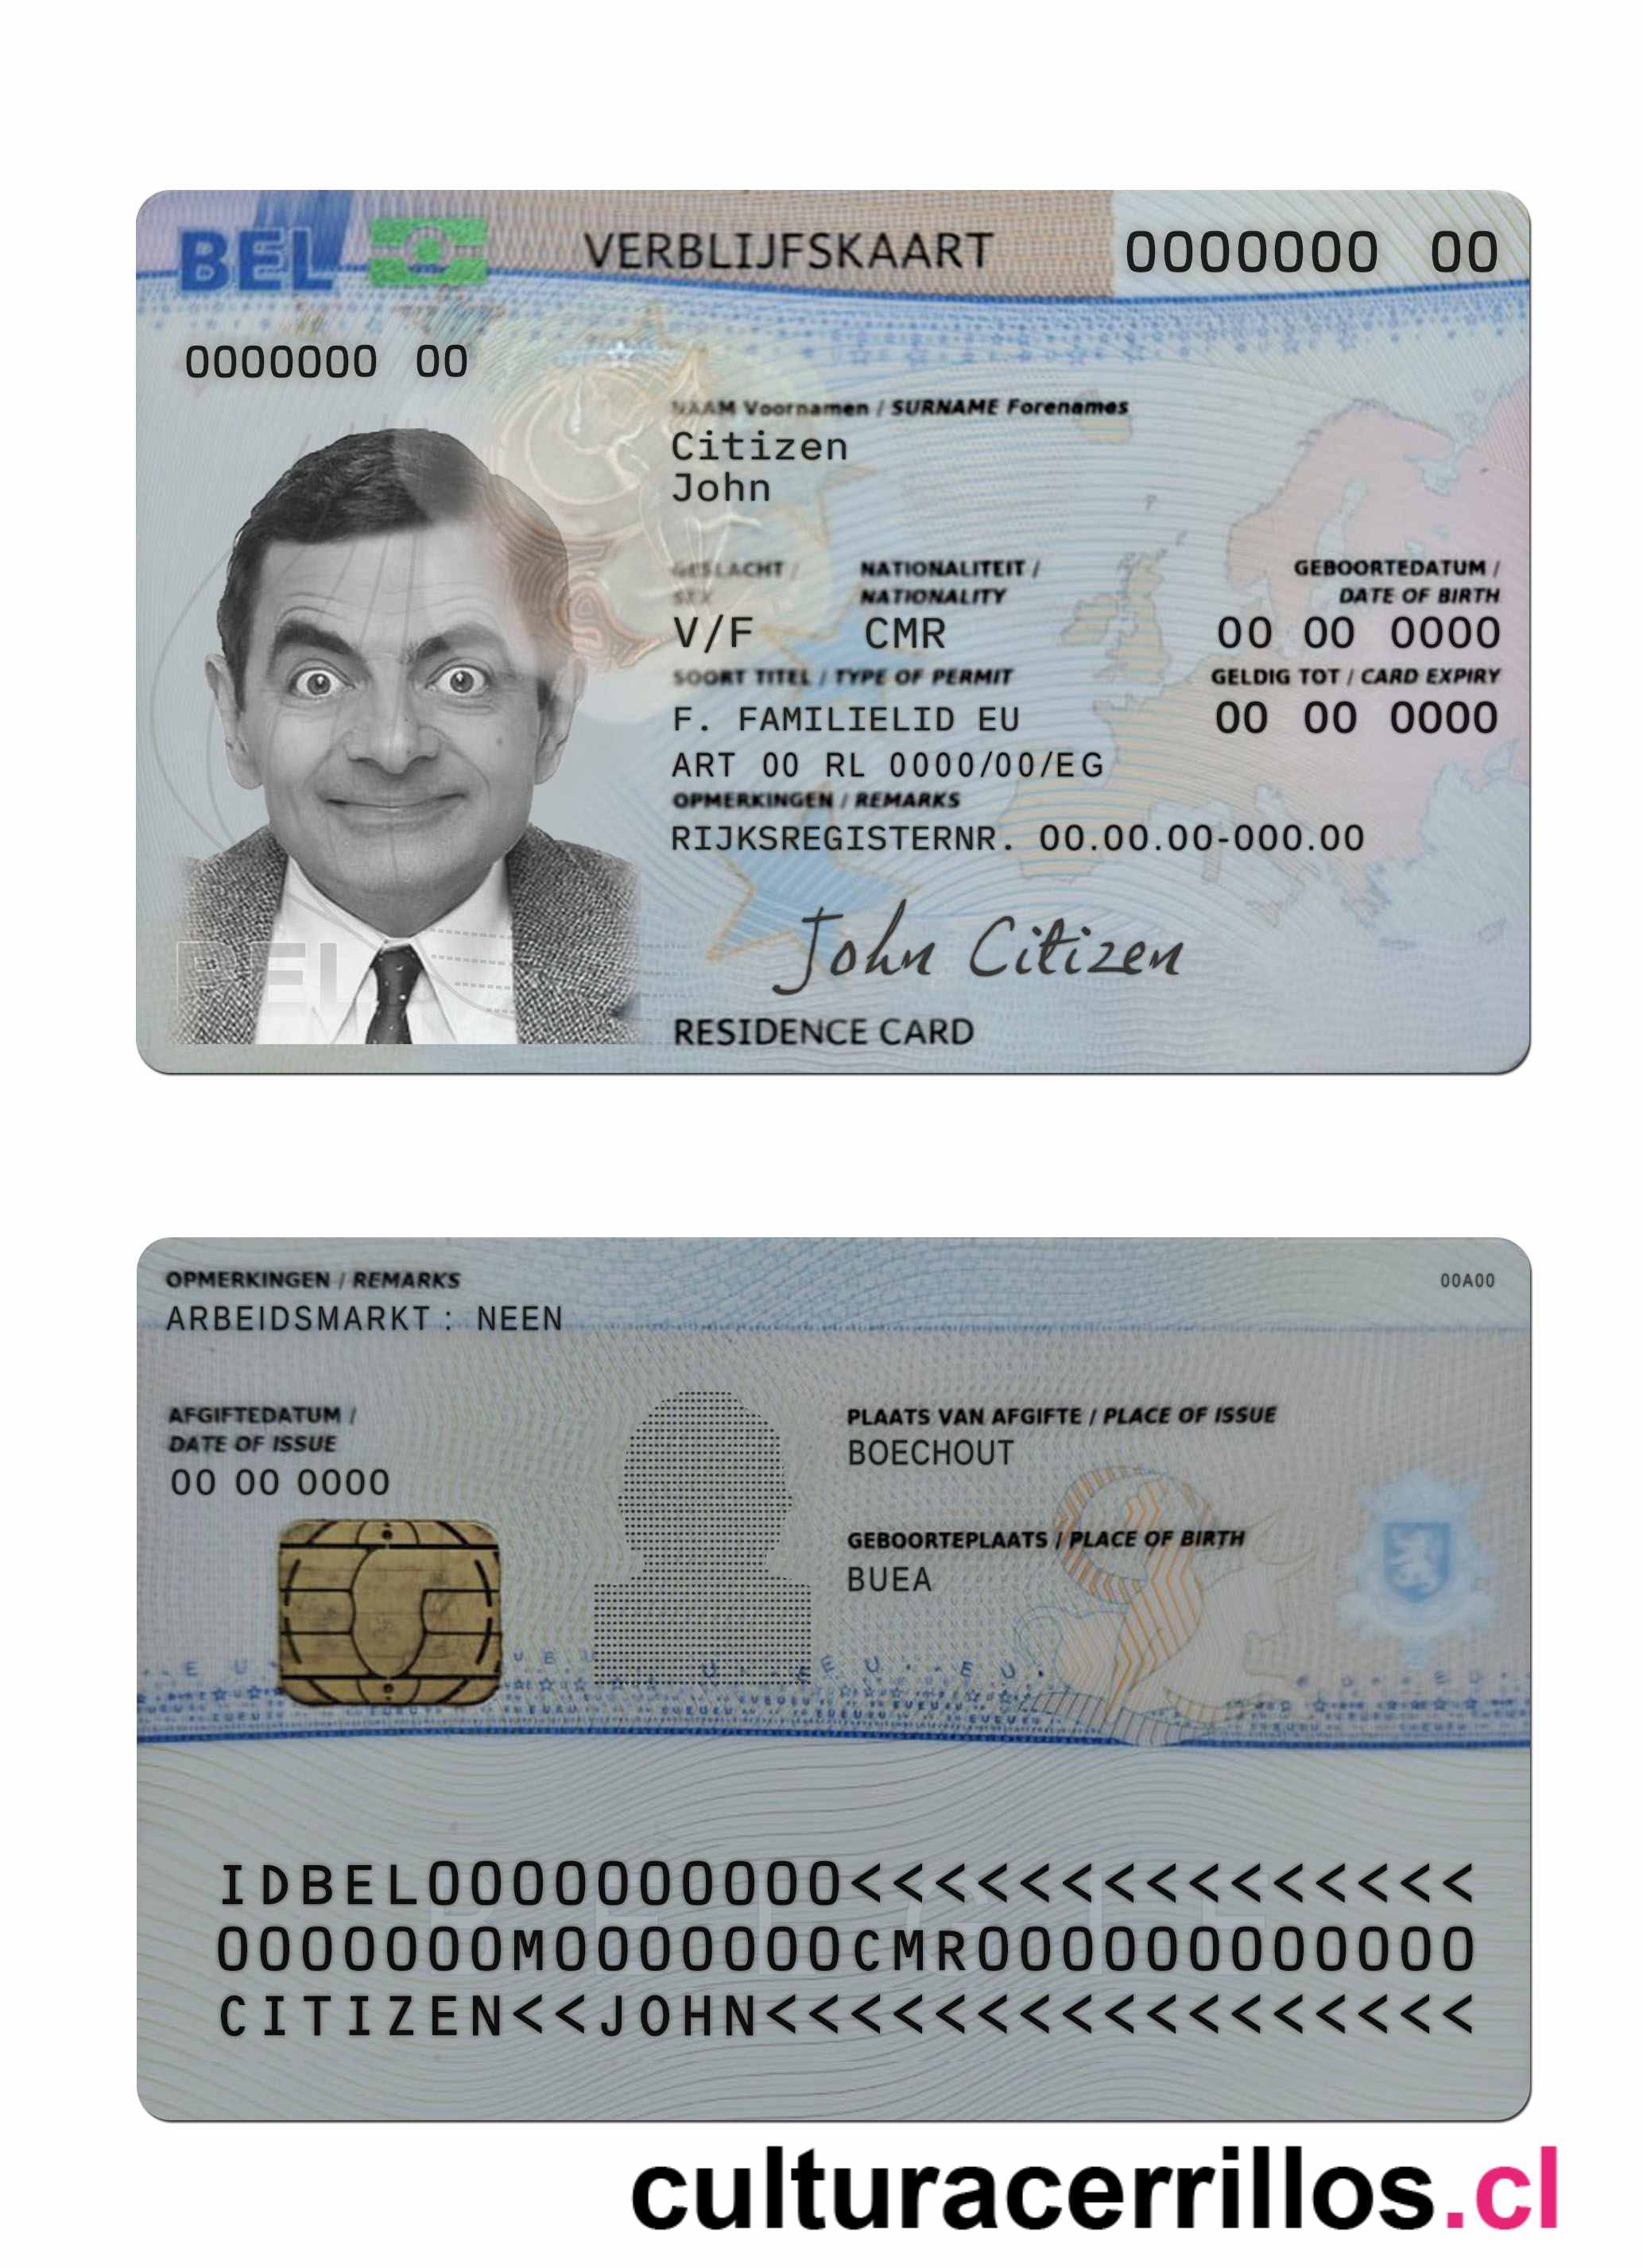 BEL
VERBLIJFSKAART
0000000 00
0000000 00
NAAM Voornamen / SURNAME Forenames
Citizen
John
GESLACHT / NATIONALITEIT / GEBOORTEDATUM /
SEX NATIONALITY DATE OF BIRTH
V/F CMR 00 00 0000
SOORT TITEL / TYPE OF PERMIT GELDIG TOT / CARD EXPIRY
F. FAMILIELID EU 00 00 0000
ART 00 RL 0000/00/EG
OPMERKINGEN / REMARKS
RIJKSREGISTERNR. 00.00.00-000.00
John Citizen
BEL
RESIDENCE CARD
OPMERKINGEN / REMARKS 00A00
ARBEIDSMARKT : NEEN
AFGIFTEDATUM / PLAATS VAN AFGIFTE / PLACE OF ISSUE
DATE OF ISSUE BOECHOUT
00 00 0000
GEBOORTEPLAATS / PLACE OF BIRTH
BUEA
IDBEL0000000000<<<<<<<<<<<<<<<
0000000M0000000CMR000000000000
CITIZEN<<JOHN<<<<<<<<<<<<<<<<<
culturacerrillos.cl